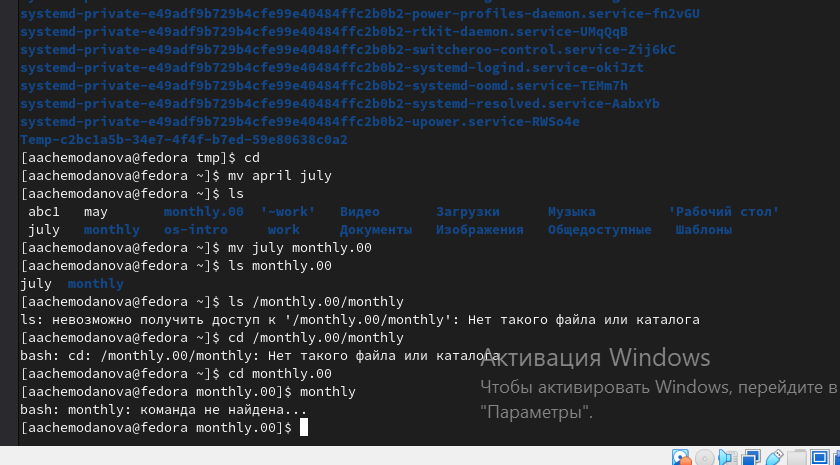 systemd-private-e49adf9b729b4cfe99e40484ffc2b0b2-power-profiles-daemon.service-fn2vGU
systemd-private-e49adf9b729b4cfe99e40484ffc2b0b2-rtkit-daemon.service-UMqQqB
systemd-private-e49adf9b729b4cfe99e40484ffc2b0b2-switcheroo-control.service-Zij6kC
systemd-private-e49adf9b729b4cfe99e40484ffc2b0b2-systemd-logind.service-okiJzt
systemd-private-e49adf9b729b4cfe99e40484ffc2b0b2-systemd-oomd.service-TEMm7h
systemd-private-e49adf9b729b4cfe99e40484ffc2b0b2-systemd-resolved.service-AabxYb
systemd-private-e49adf9b729b4cfe99e40484ffc2b0b2-upower.service-RWSo4e
Temp-c2bc1a5b-34e7-4f4f-b7ed-59e80638c0a2
[aachemodanova@fedora tmp]$ cd
[aachemodanova@fedora ~]$ mv april july
[aachemodanova@fedora ~]$ ls
abc1 may monthly.00 '~work' Видео Загрузки Музыка 'Рабочий стол'
july monthly os-intro work Документы Изображения Общедоступные Шаблоны
[aachemodanova@fedora ~]$ mv july monthly.00
[aachemodanova@fedora ~]$ ls monthly.00
july monthly
[aachemodanova@fedora ~]$ ls /monthly.00/monthly
ls: невозможно получить доступ к '/monthly.00/monthly': Нет такого файла или каталога
[aachemodanova@fedora ~]$ cd /monthly.00/monthly
bash: cd: /monthly.00/monthly: Нет такого файла или каталога
[aachemodanova@fedora ~]$ cd monthly.00
[aachemodanova@fedora monthly.00]$ monthly
bash: monthly: команда не найдена...
[aachemodanova@fedora monthly.00]$
Активация Windows
Чтобы активировать Windows, перейдите в
"Параметры".